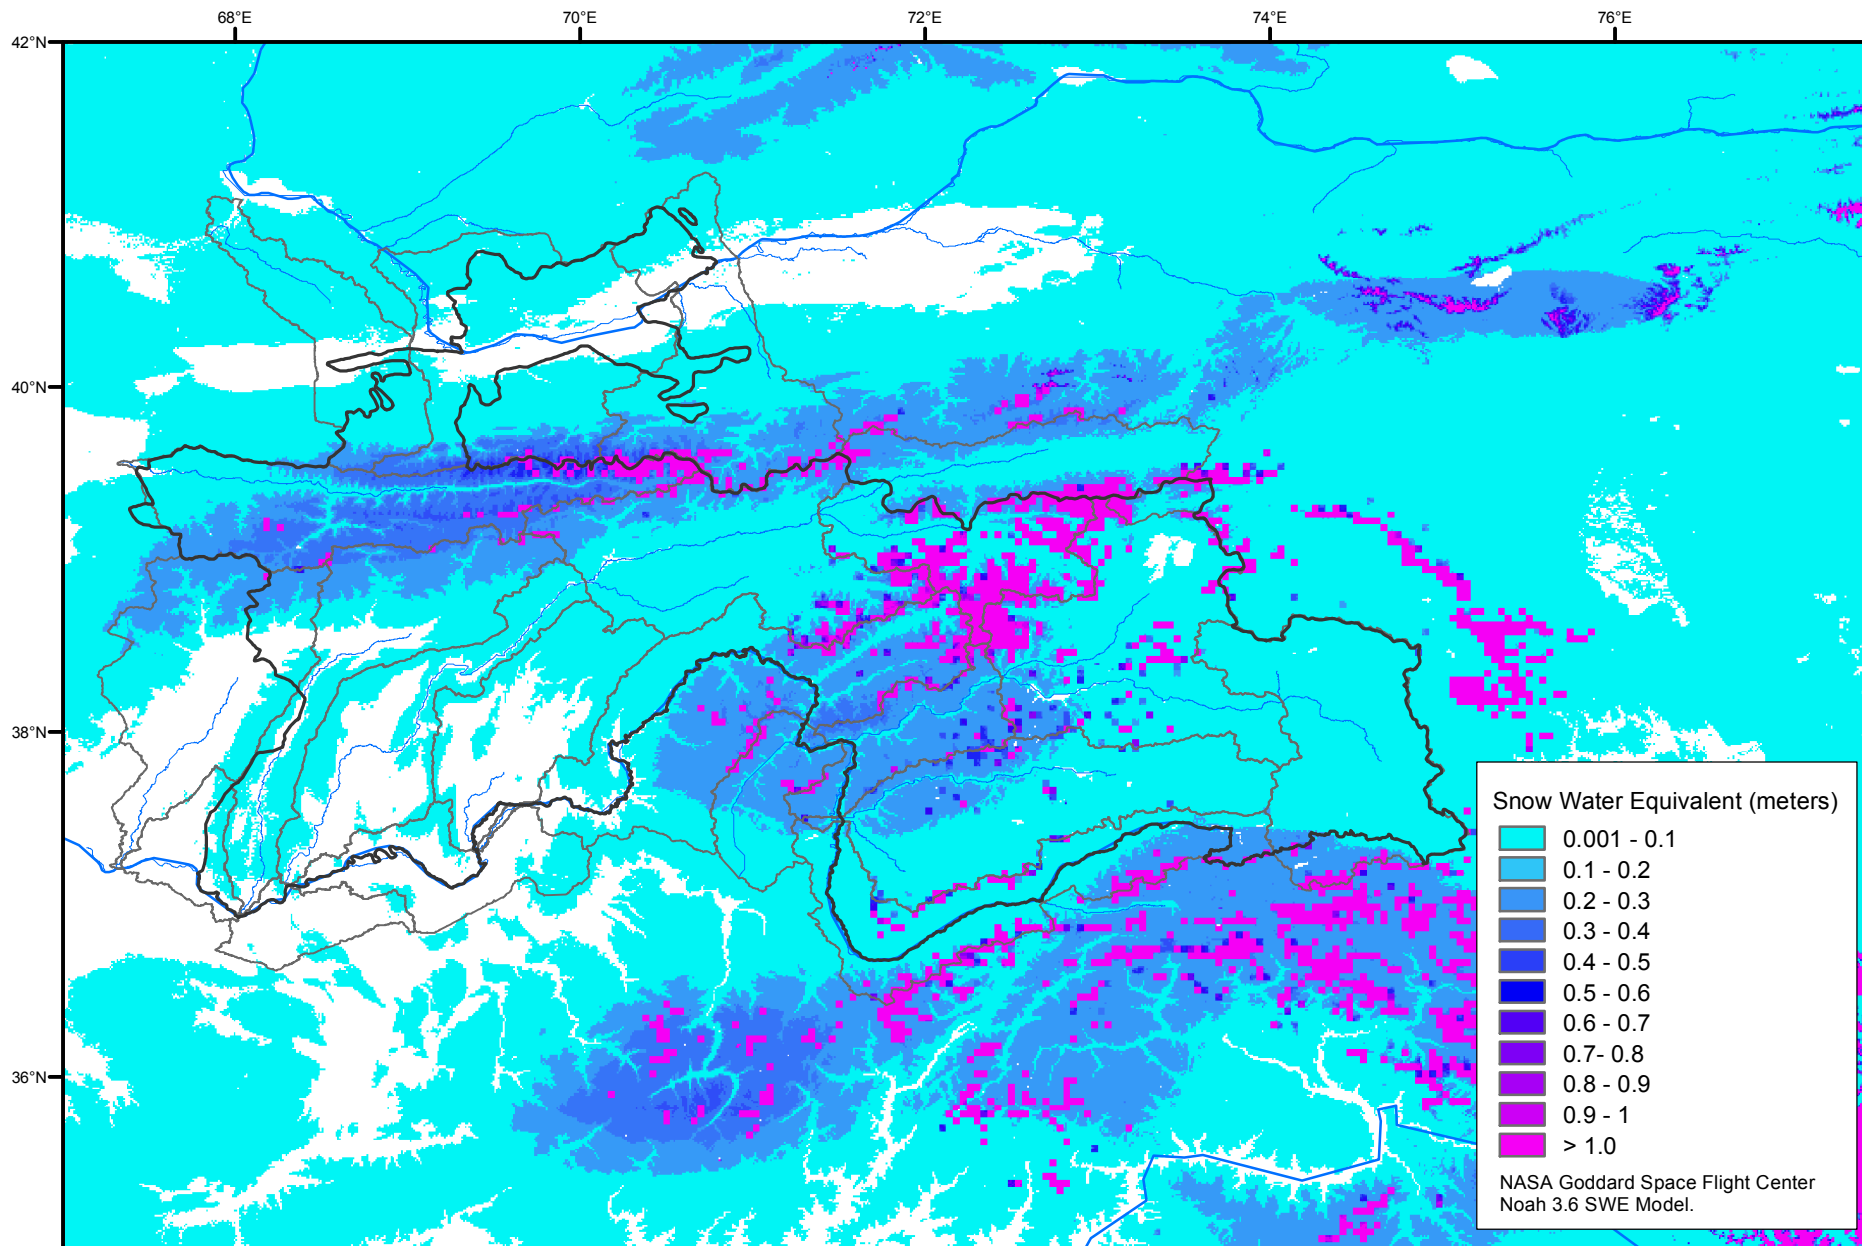 68°E
70°E
72°E
74°E
76°E
42°N
40°N
38°N
36°N
Snow Water Equivalent (meters)
0.001 - 0.1
0.1 - 0.2
0.2 - 0.3
0.3 - 0.4
0.4 - 0.5
0.5 - 0.6
0.6 - 0.7
0.7- 0.8
0.8 - 0.9
0.9 - 1
> 1.0
NASA Goddard Space Flight Center
Noah 3.6 SWE Model.